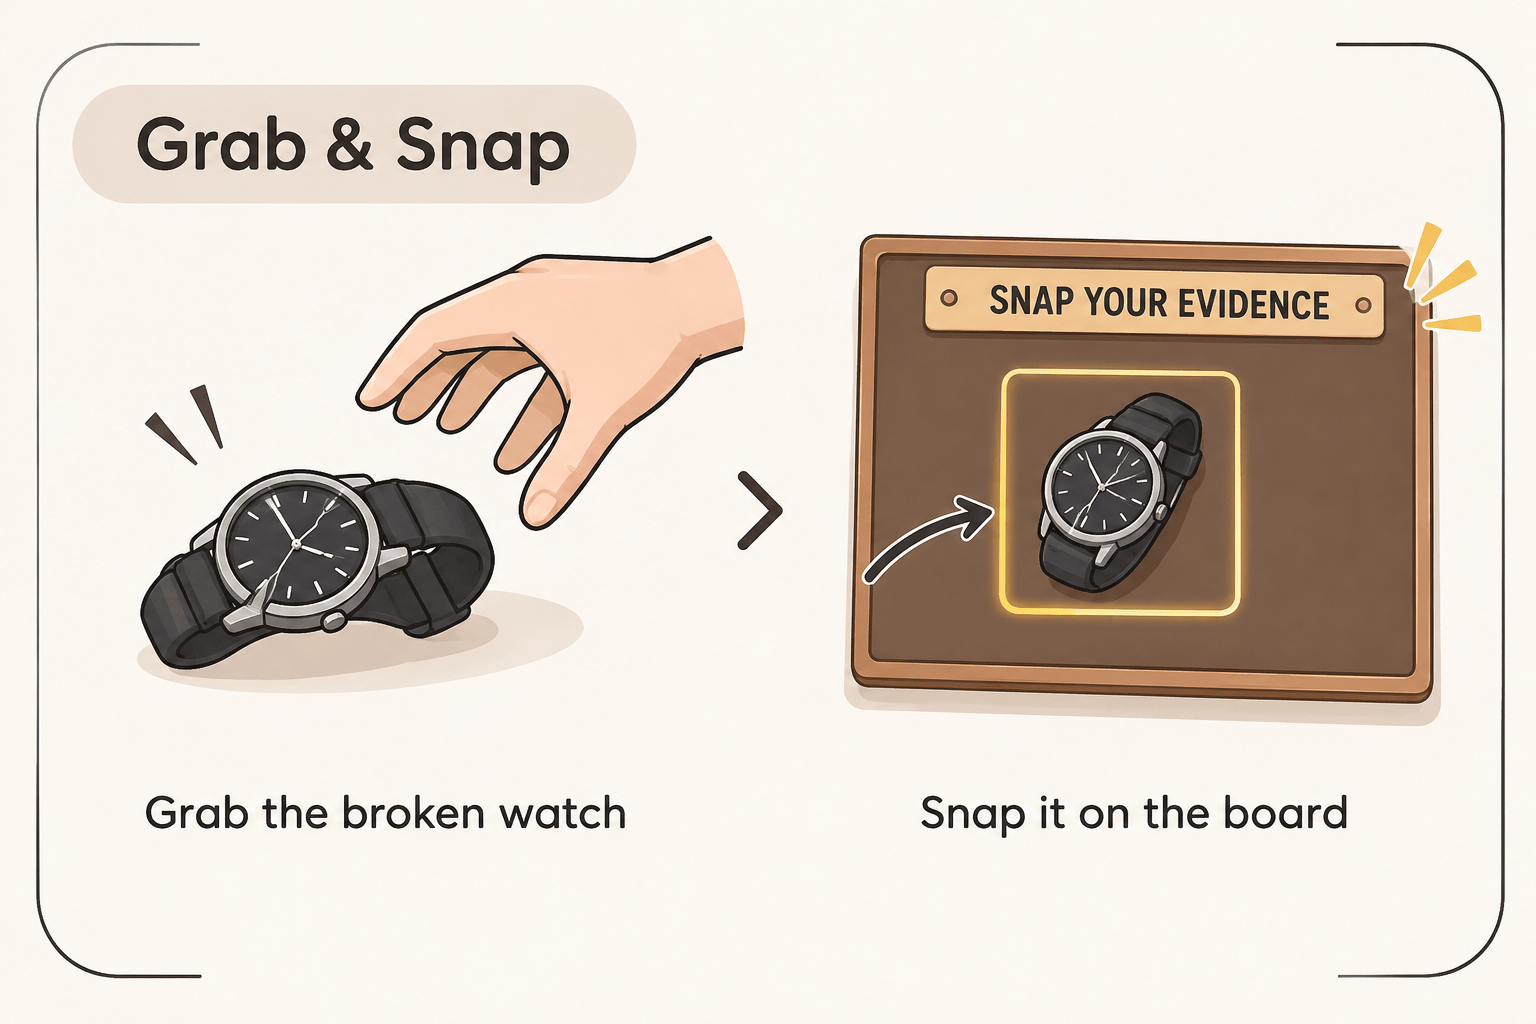 Grab & Snap
SNAP YOUR EVIDENCE
Grab the broken watch
Snap it on the board